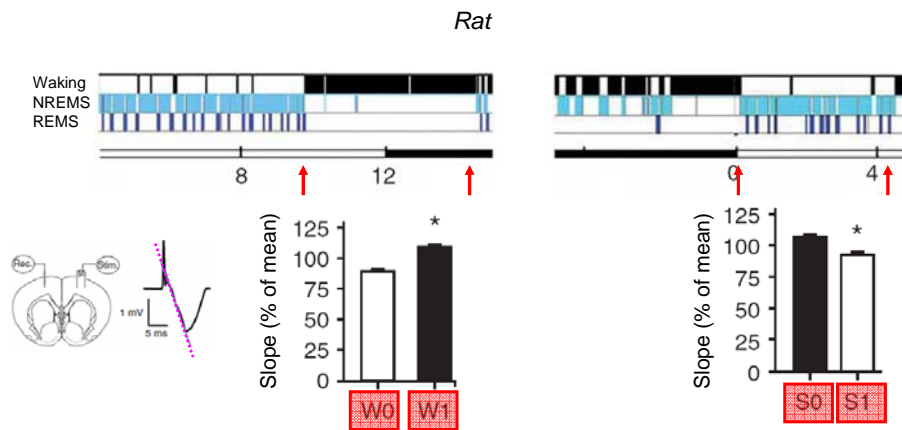 Rat
Waking
NREMS
REMS
8 12
0 4
Rec. Stim.
1 mV
5 ms
Slope (% of mean)
125
100
75
50
25
0
W0 W1
Slope (% of mean)
125
100
75
50
25
0
S0 S1
*
*